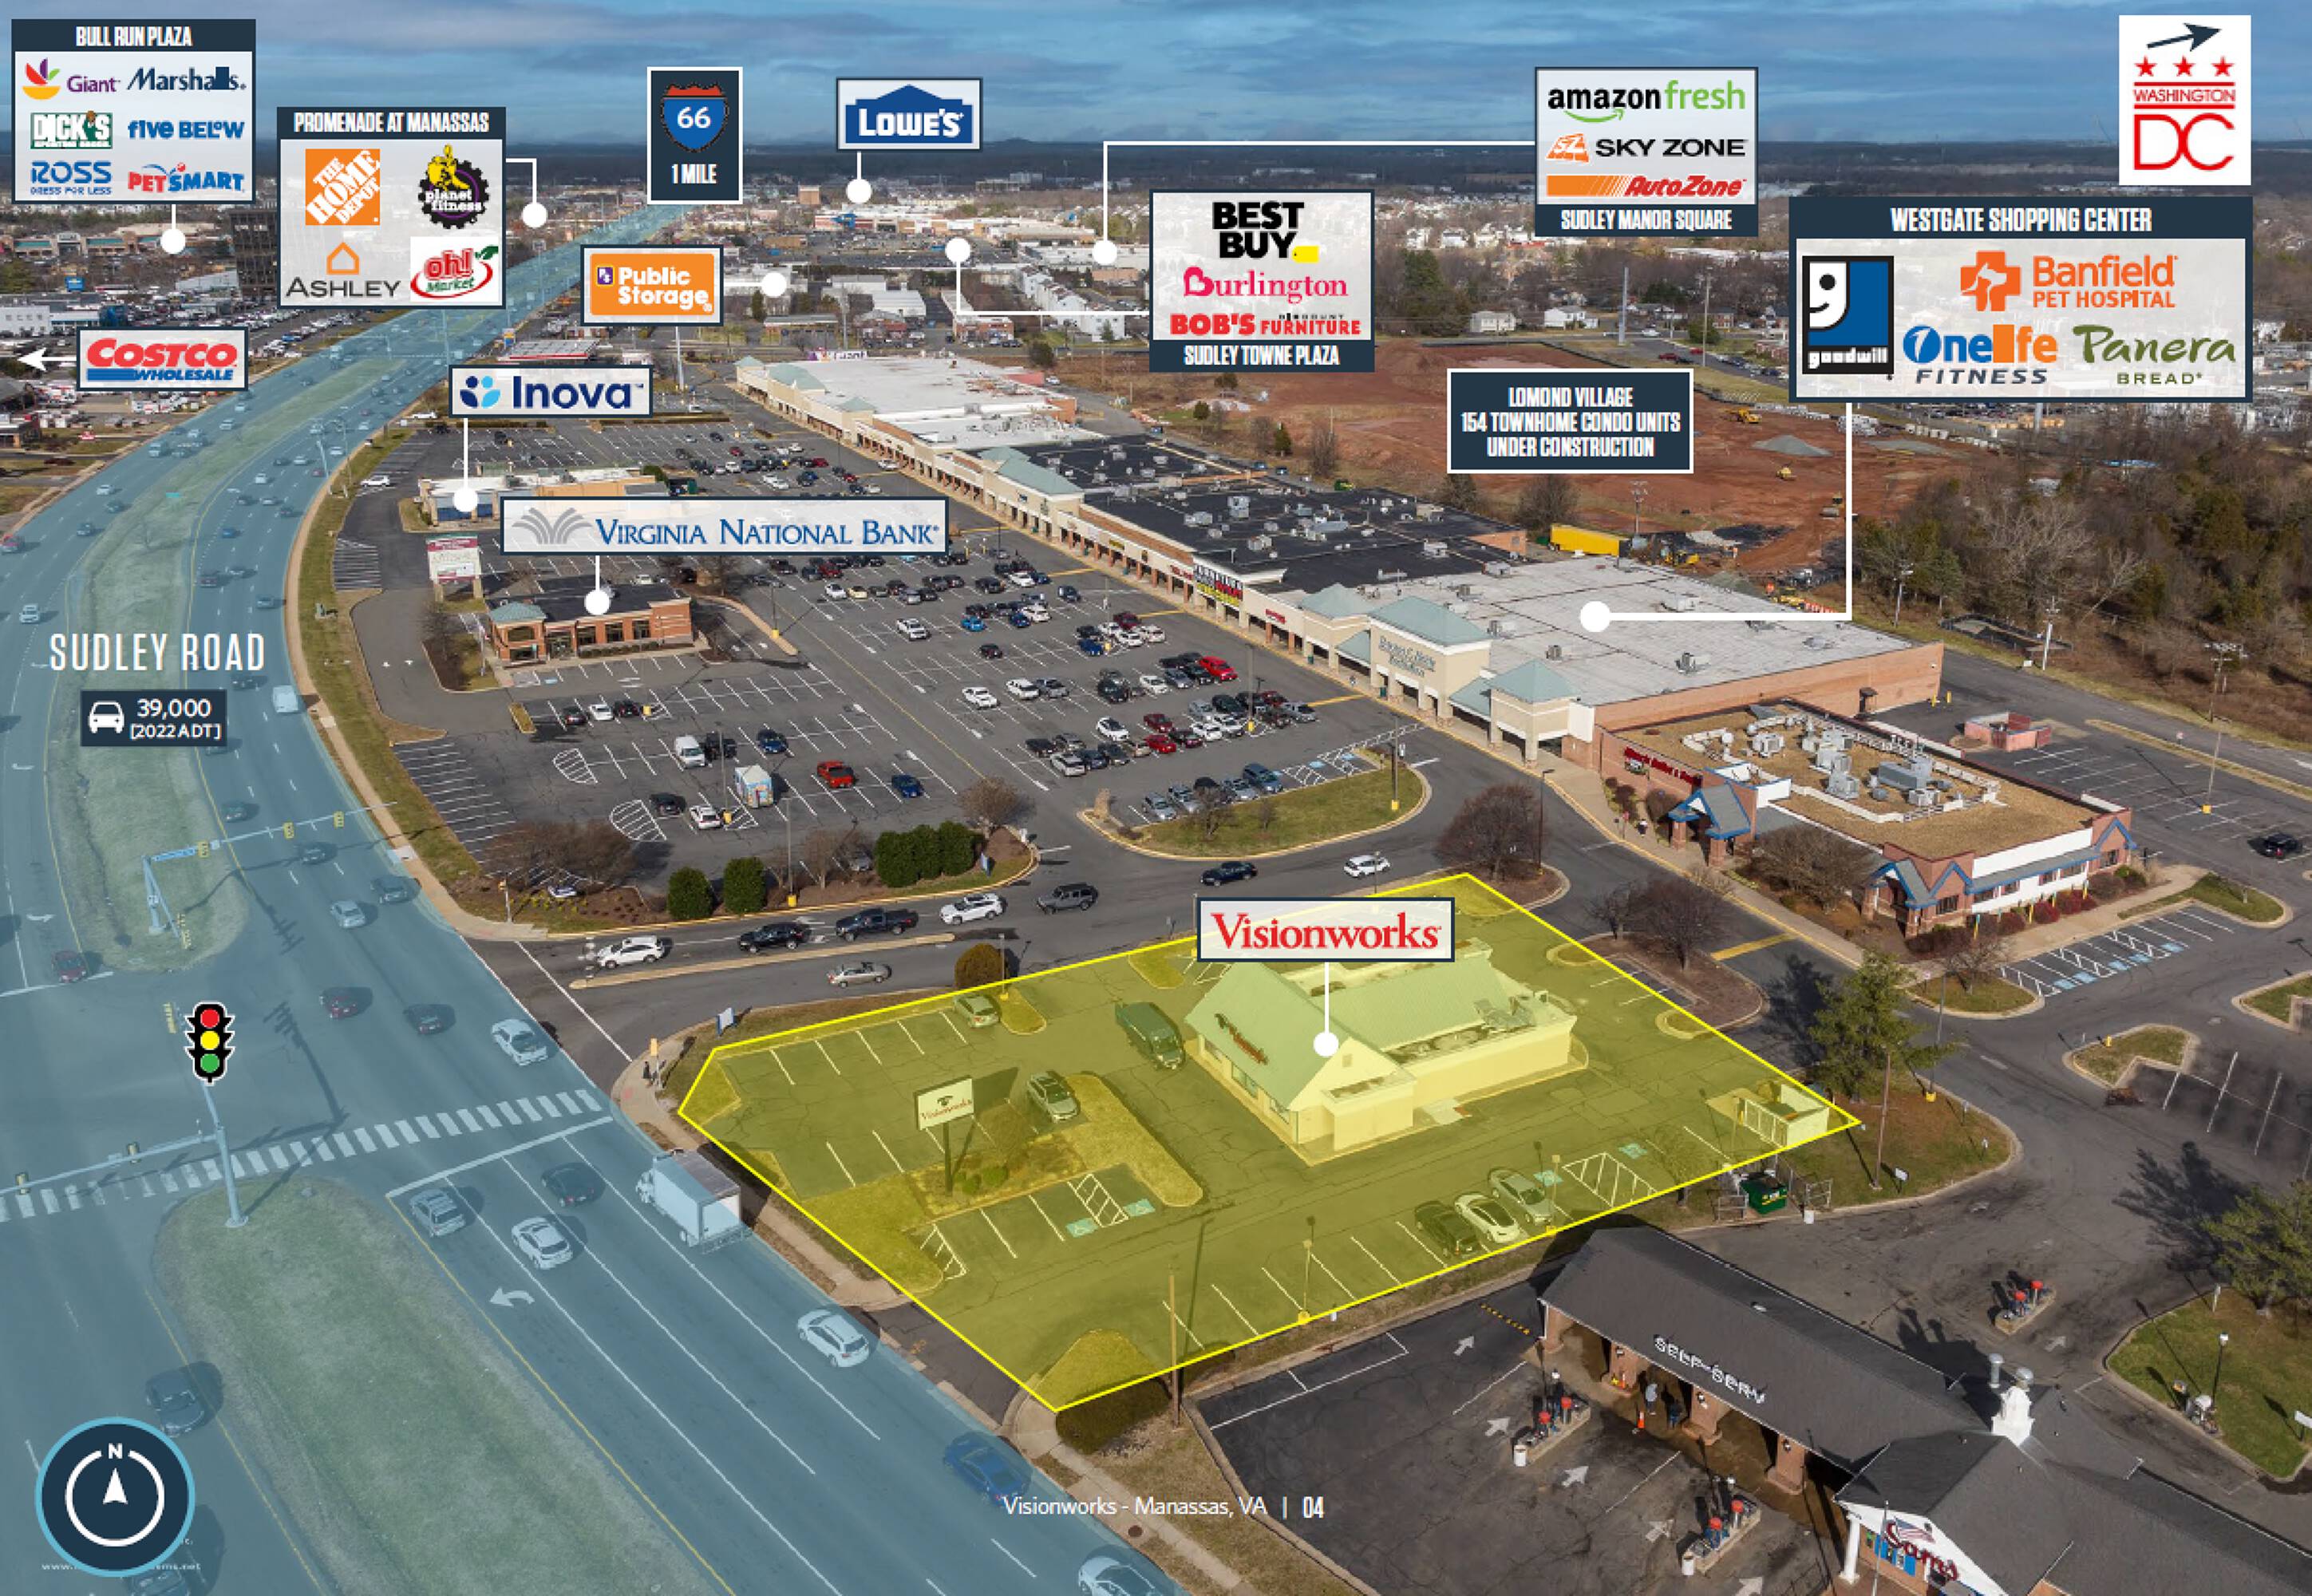 BULL RUN PLAZA
Giant Marshalls.
DICK'S five BELOW
ROSS
DRESS FOR LESS
PETSMART
PROMENADE AT MANASSAS
THE HOME DEPOT
planet fitness
ASHLEY
oh! Market
66
1 MILE
LOWE'S
amazon fresh
SKY ZONE
AutoZone
SUDLEY MANOR SQUARE
WASHINGTON
DC
BEST BUY
Burlington
BOB'S DISCOUNT FURNITURE
SUDLEY TOWNE PLAZA
WESTGATE SHOPPING CENTER
goodwill
Banfield
PET HOSPITAL
Onelife
FITNESS
Panera
BREAD
Public Storage
COSTCO
WHOLESALE
Inova
LOMOND VILLAGE
154 TOWNHOME CONDO UNITS
UNDER CONSTRUCTION
VIRGINIA NATIONAL BANK
SUDLEY ROAD
39,000
[2022 ADT]
Visionworks
Visionworks
SELF-SERV
N
Visionworks - Manassas, VA | 04